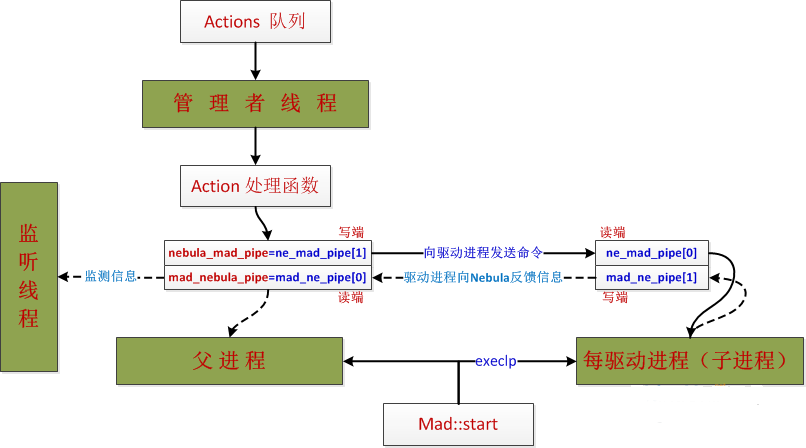 Actions 队列
管 理 者 线 程
Action 处理函数
写端
读端
nebula_mad_pipe=ne_mad_pipe[1]
向驱动进程发送命令
ne_mad_pipe[0]
监听线程
监测信息
mad_nebula_pipe=mad_ne_pipe[0]
驱动进程向Nebula反馈信息
mad_ne_pipe[1]
读端
写端
父 进 程
execlp
每驱动进程（子进程）
Mad::start